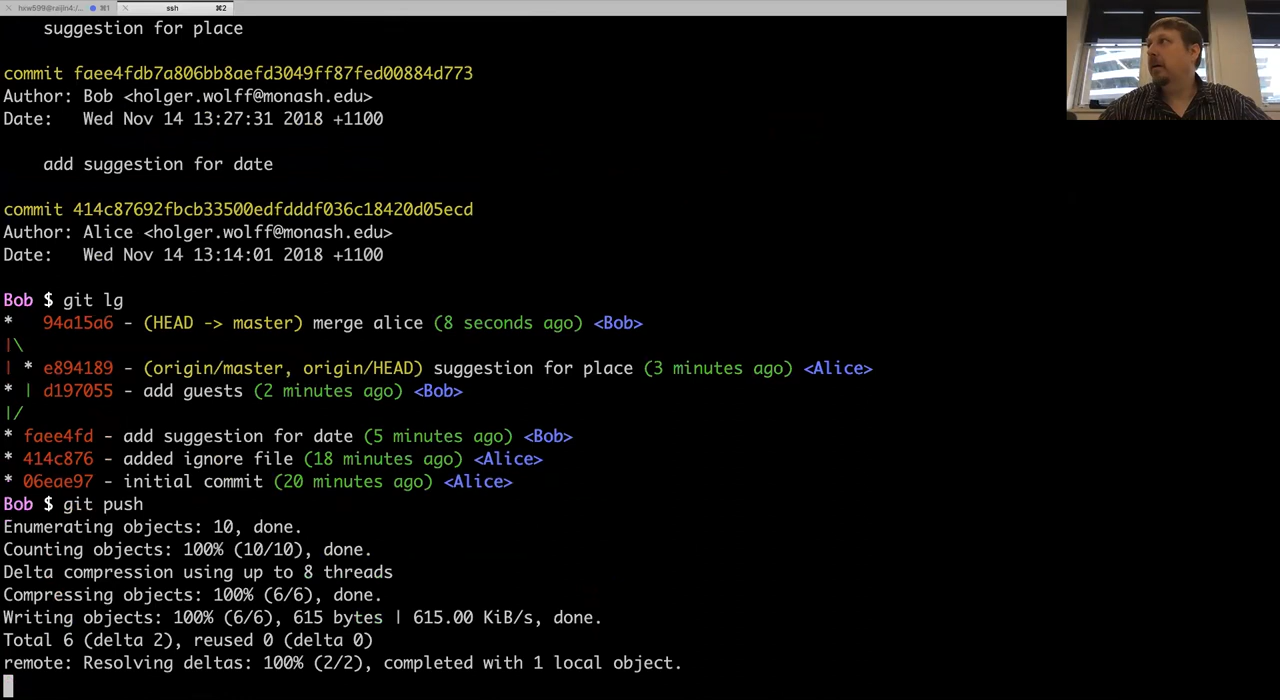 hxw599@raijin4:/... ⌘1 ssh ⌘2
suggestion for place
commit faee4fdb7a806bb8aefd3049ff87fed00884d773
Author: Bob <holger.wolff@monash.edu>
Date:   Wed Nov 14 13:27:31 2018 +1100
add suggestion for date
commit 414c87692fbcb33500edfdddf036c18420d05ecd
Author: Alice <holger.wolff@monash.edu>
Date:   Wed Nov 14 13:14:01 2018 +1100
Bob $ git lg
*   94a15a6 - (HEAD -> master) merge alice (8 seconds ago) <Bob>
|\
| * e894189 - (origin/master, origin/HEAD) suggestion for place (3 minutes ago) <Alice>
* | d197055 - add guests (2 minutes ago) <Bob>
|/
* faee4fd - add suggestion for date (5 minutes ago) <Bob>
* 414c876 - added ignore file (18 minutes ago) <Alice>
* 06eae97 - initial commit (20 minutes ago) <Alice>
Bob $ git push
Enumerating objects: 10, done.
Counting objects: 100% (10/10), done.
Delta compression using up to 8 threads
Compressing objects: 100% (6/6), done.
Writing objects: 100% (6/6), 615 bytes | 615.00 KiB/s, done.
Total 6 (delta 2), reused 0 (delta 0)
remote: Resolving deltas: 100% (2/2), completed with 1 local object.